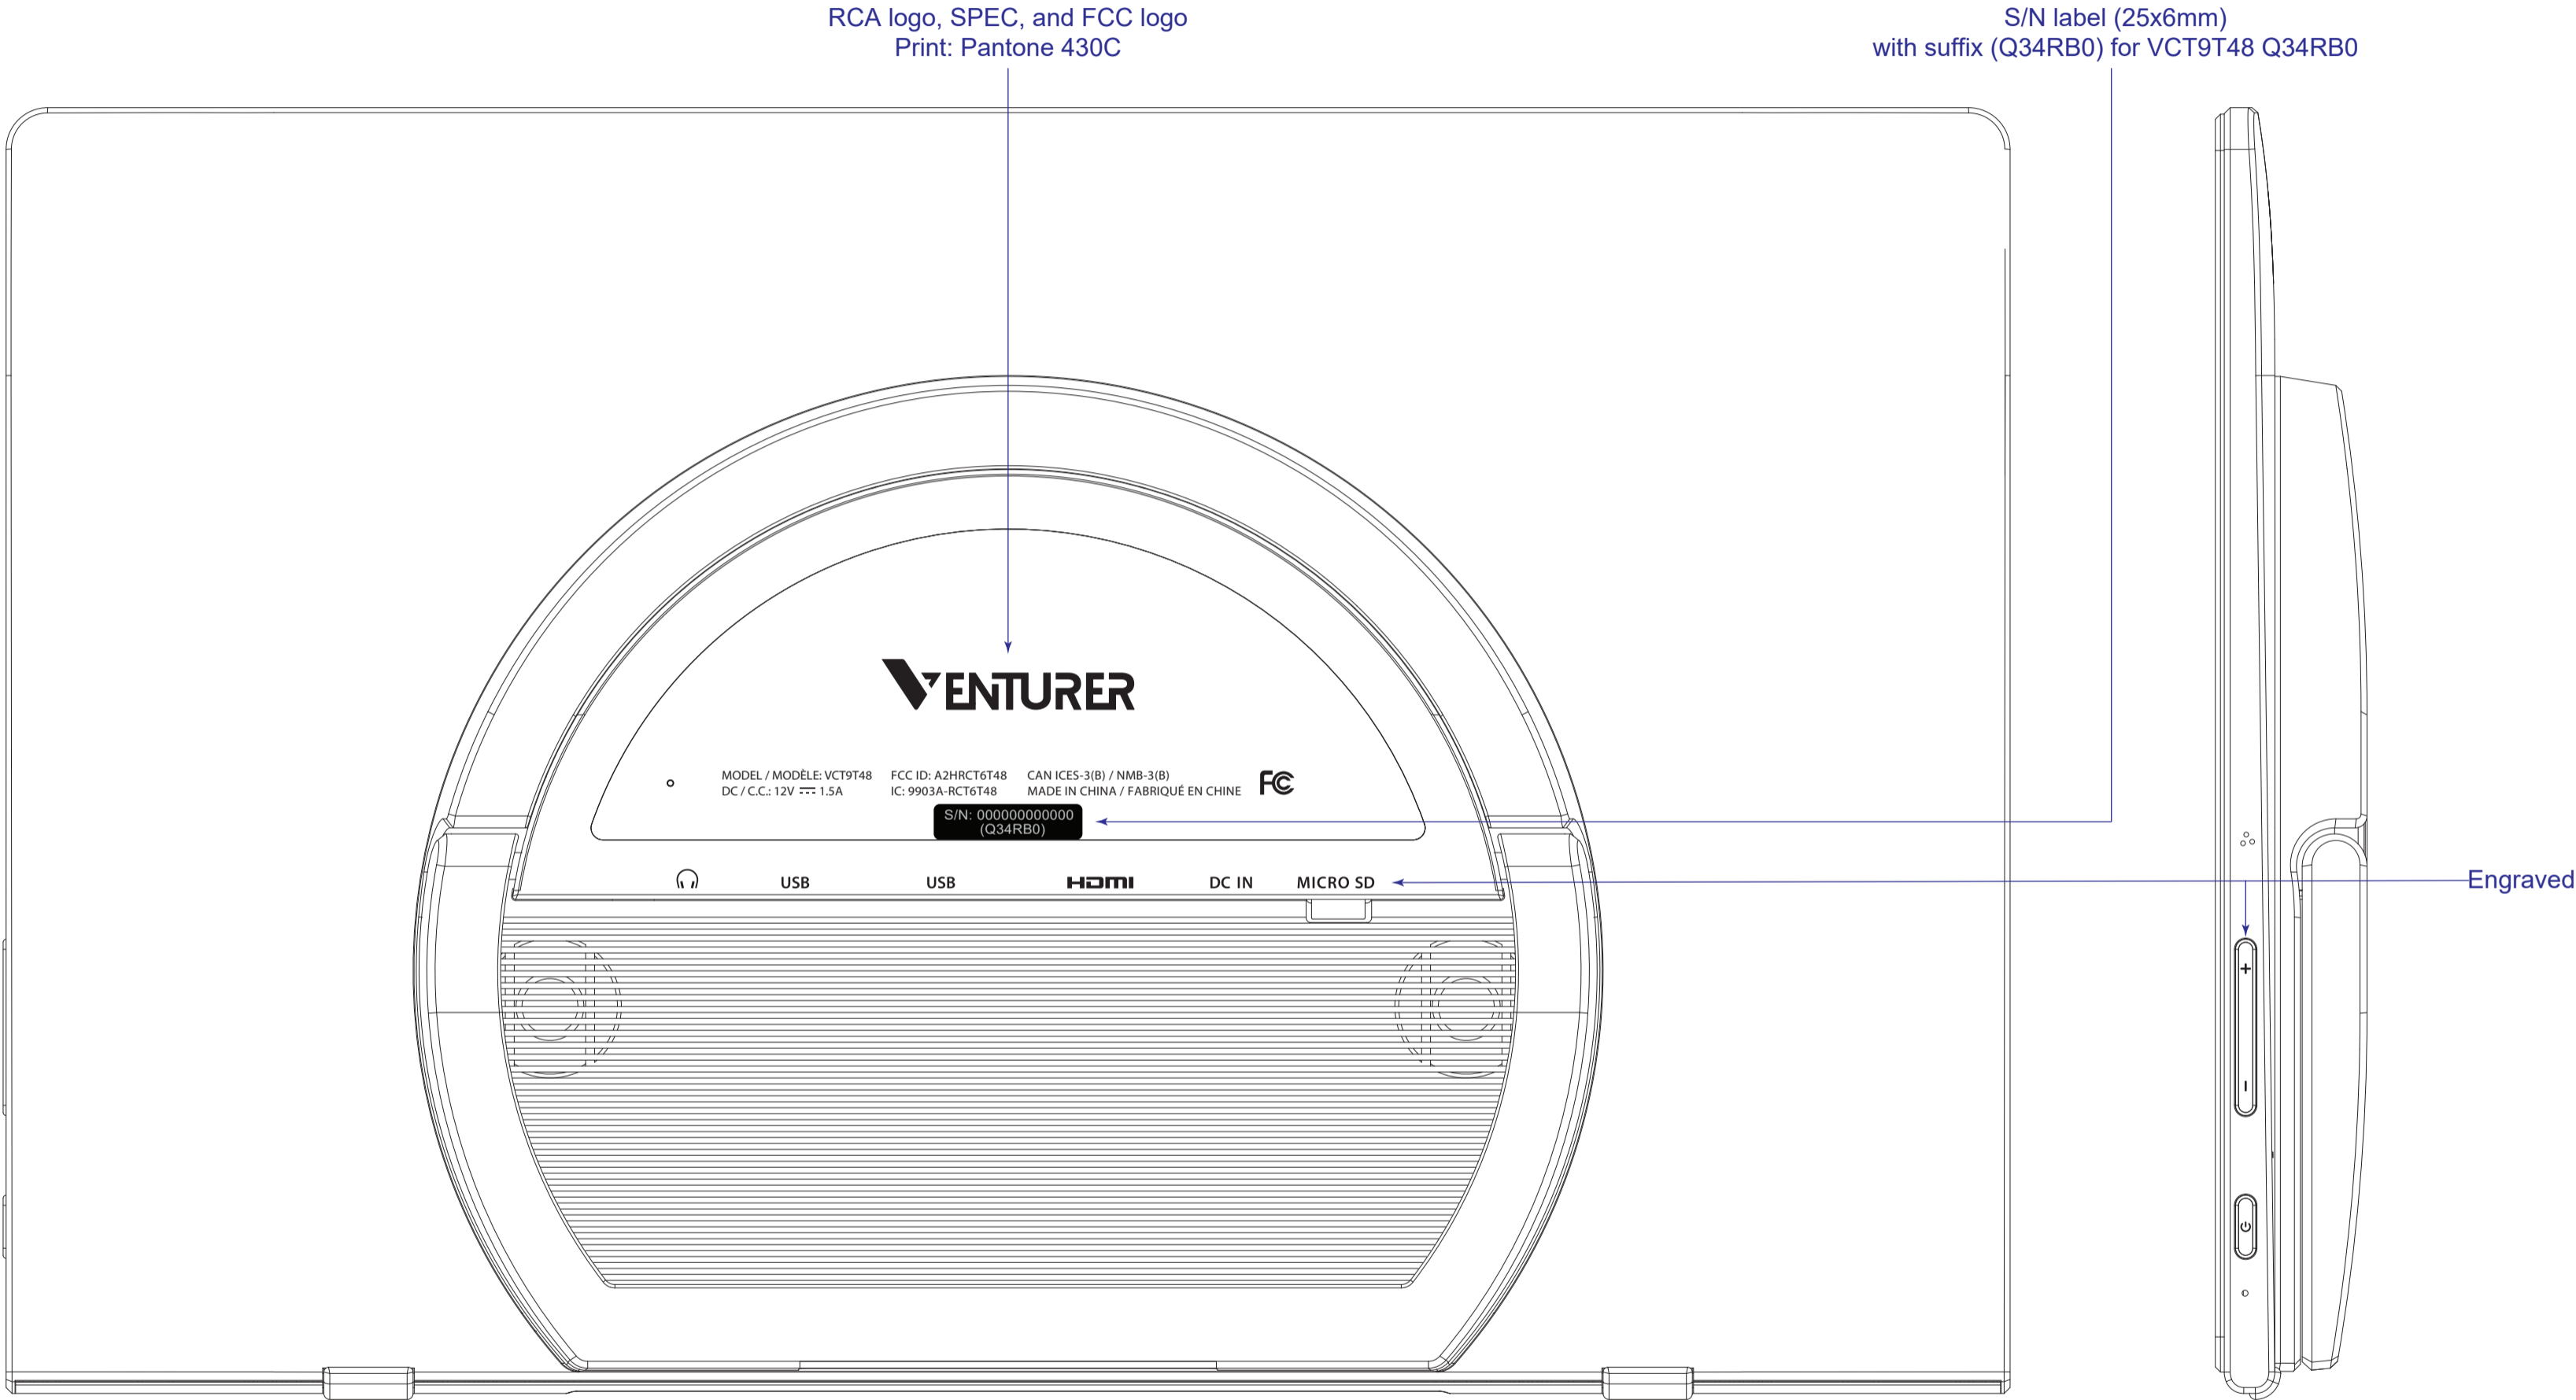 RCA logo, SPEC, and FCC logo
Print: Pantone 430C
S/N label (25x6mm)
with suffix (Q34RB0) for VCT9T48 Q34RB0
VENTURER
MODEL / MODÈLE: VCT9T48 FCC ID: A2HRCT6T48 CAN ICES-3(B) / NMB-3(B) FC
DC / C.C.: 12V ⎓ 1.5A IC: 9903A-RCT6T48 MADE IN CHINA / FABRIQUÉ EN CHINE
S/N: 000000000000
(Q34RB0)
USB USB HDMI DC IN MICRO SD
Engraved
+
-